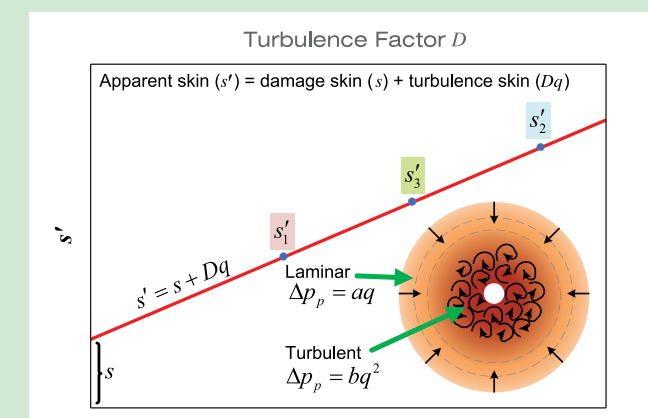 Turbulence Factor D
Apparent skin (s′) = damage skin (s) + turbulence skin (Dq)
s′₂
s′₃
s′
s′₁
s′ = s + Dq
Laminar
Δpₚ = aq
Turbulent
s
Δpₚ = bq²